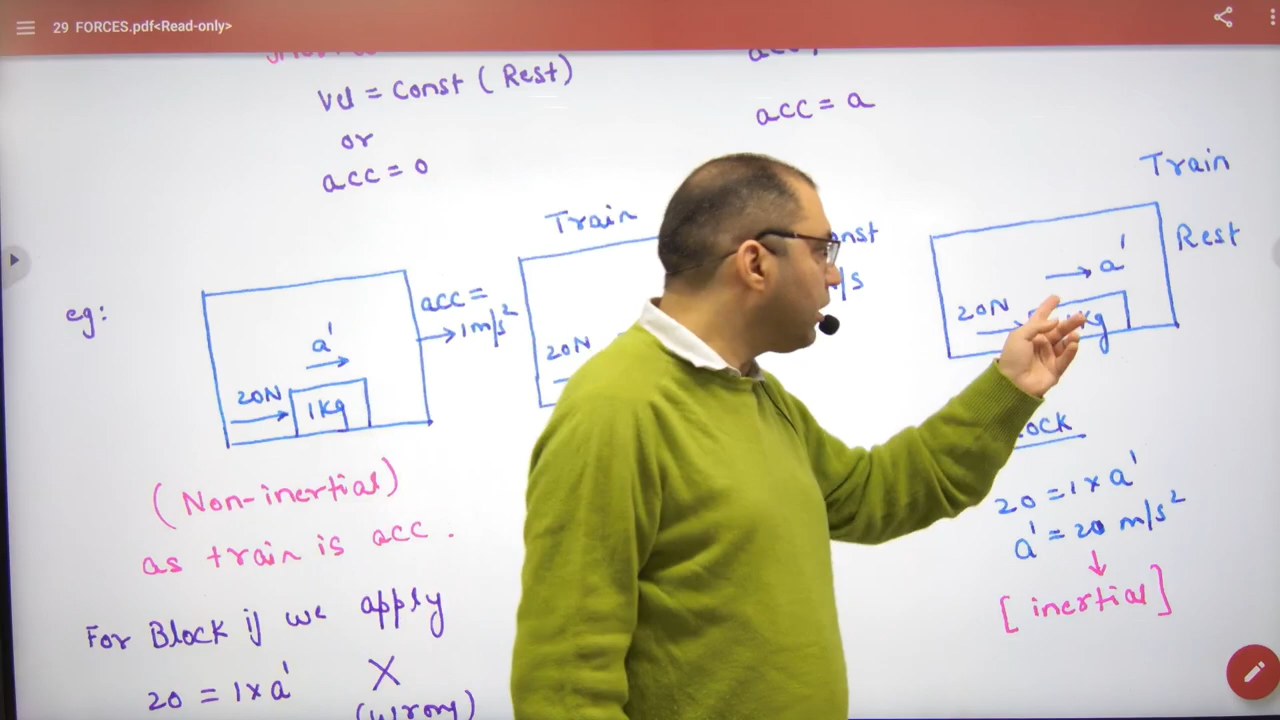 29 FORCES.pdf<Read-only>
Vel = Const (Rest)
or
acc = 0
acc = a
eg:
20N
a'
1kg
acc =
1m/s²
(Non-inertial)
as train is acc.
For Block if we apply
20 = 1 x a'
X
(wrong)
Train
20N
Train
Rest
20N
a'
20 = 1 x a'
a' = 20 m/s²
[inertial]